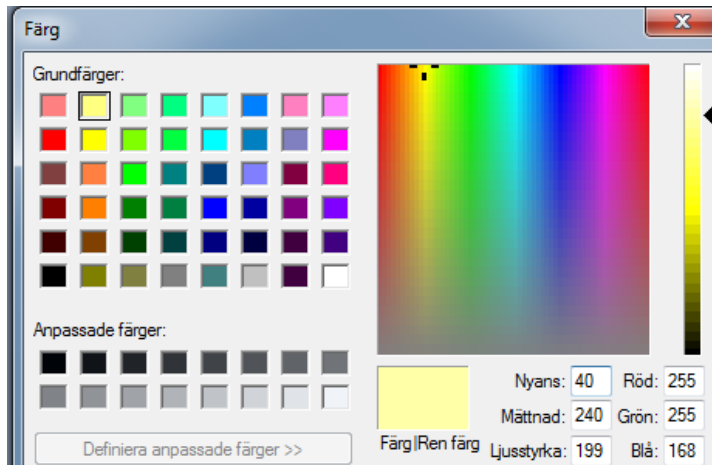 Färg
Grundfärger:
Anpassade färger:
Definiera anpassade färger >>
Färg|Ren färg
Nyans: 40 Röd: 255
Mättnad: 240 Grön: 255
Ljusstyrka: 199 Blå: 168